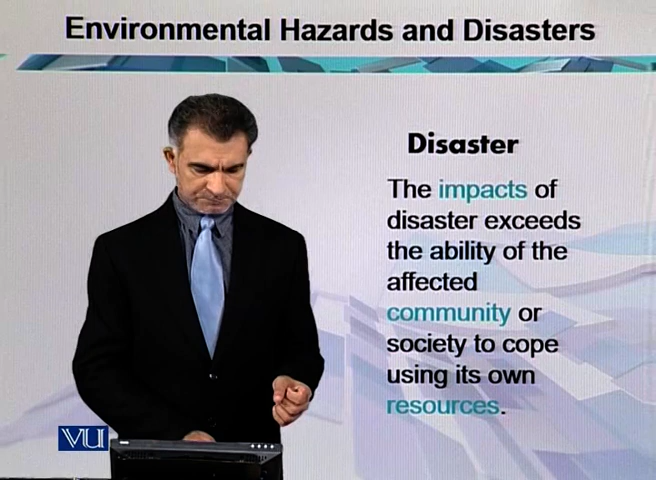 Environmental Hazards and Disasters
Disaster
The impacts of
disaster exceeds
the ability of the
affected
community or
society to cope
using its own
resources.
VU